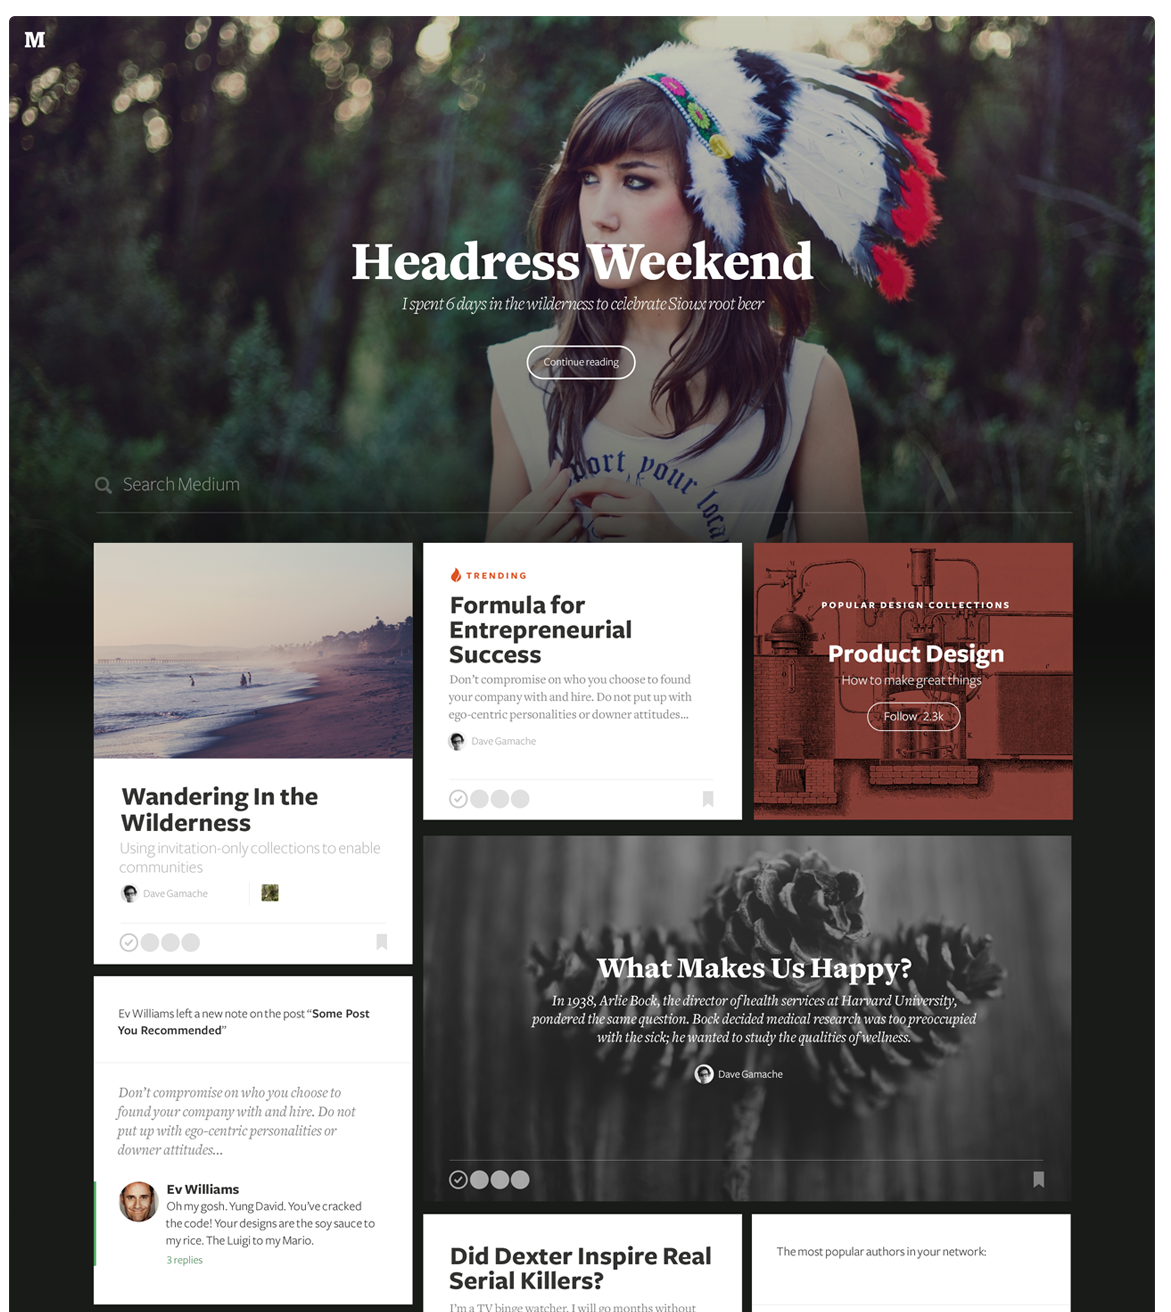 M
Headress Weekend
I spent 6 days in the wilderness to celebrate Sioux root beer
Continue reading
port your loca
Search Medium
Wandering In the
Wilderness
Using invitation-only collections to enable
communities
Dave Gamache
TRENDING
Formula for
Entrepreneurial
Success
Don't compromise on who you choose to found
your company with and hire. Do not put up with
ego-centric personalities or downer attitudes...
Dave Gamache
POPULAR DESIGN COLLECTIONS
Product Design
How to make great things
Follow 2.3k
What Makes Us Happy?
In 1938, Arlie Bock, the director of health services at Harvard University,
pondered the same question. Bock decided medical research was too preoccupied
with the sick; he wanted to study the qualities of wellness.
Dave Gamache
Ev Williams left a new note on the post “Some Post
You Recommended”
Don't compromise on who you choose to
found your company with and hire. Do not
put up with ego-centric personalities or
downer attitudes...
Ev Williams
Oh my gosh. Yung David. You've cracked
the code! Your designs are the soy sauce to
my rice. The Luigi to my Mario.
3 replies
Did Dexter Inspire Real
Serial Killers?
I'm a TV binge watcher. I will go months without
The most popular authors in your network: